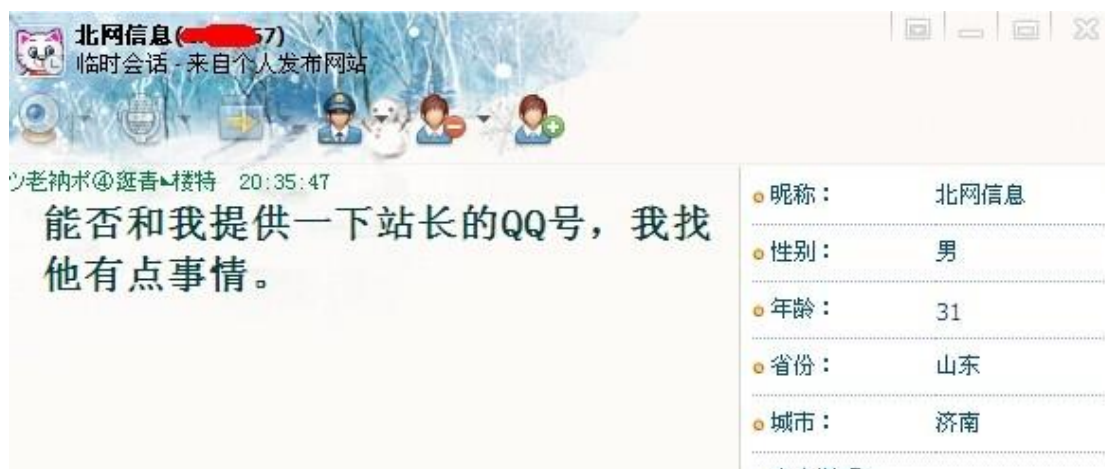 北网信息(57)
临时会话 - 来自个人发布网站
ツ老衲术④逛青楼特 20:35:47
能否和我提供一下站长的QQ号，我找
他有点事情。
昵称： 北网信息
性别： 男
年龄： 31
省份： 山东
城市： 济南